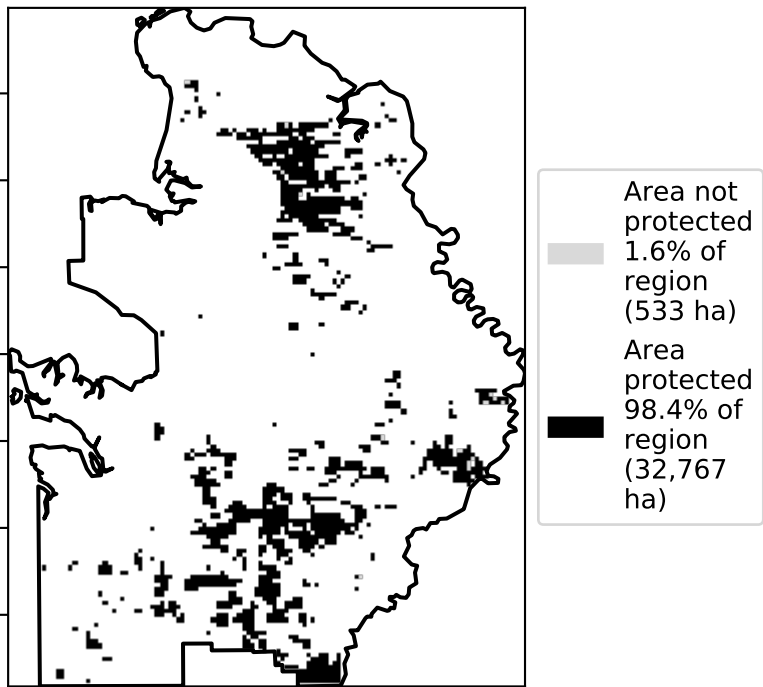 Area not
protected
1.6% of
region
(533 ha)
Area
protected
98.4% of
region
(32,767
ha)